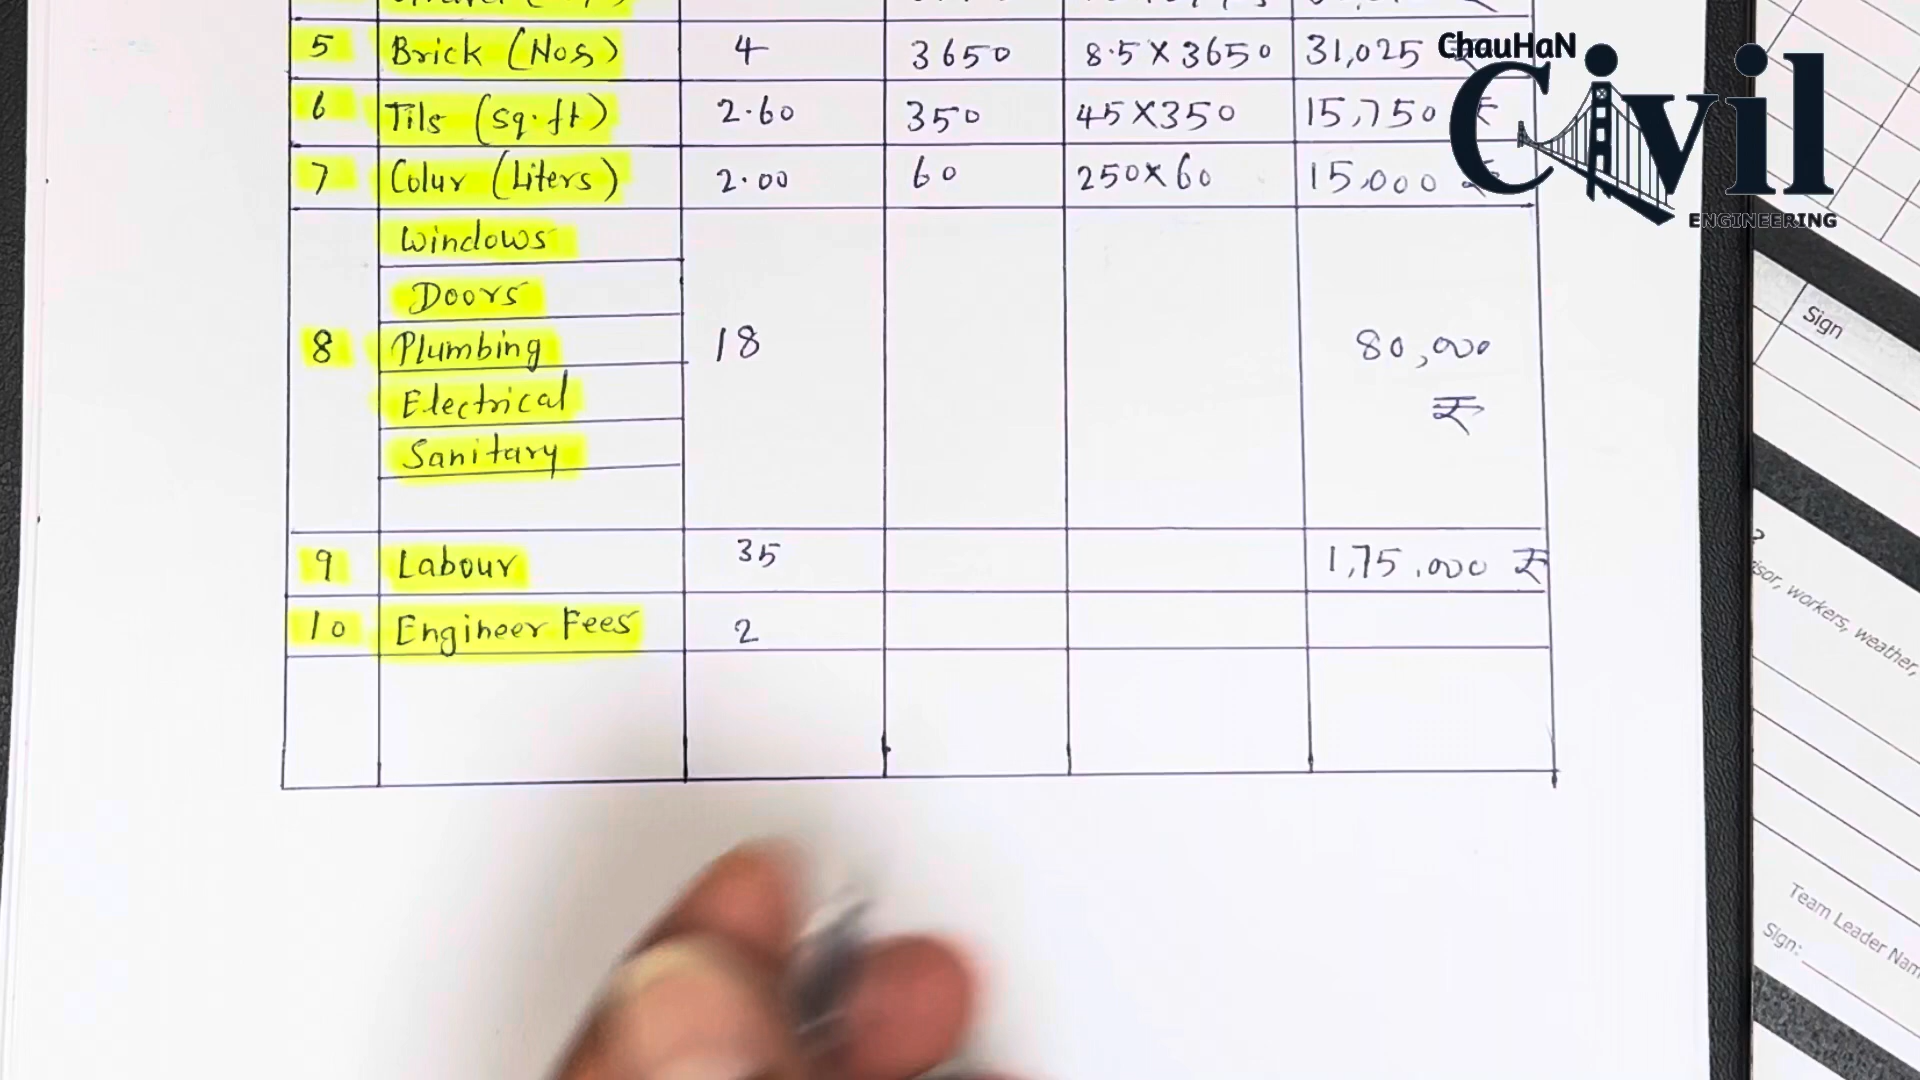 5 Brick (Nos) 4 3650 8.5 X 3650 31,025
6 Tils (sq.ft) 2.60 350 45X350 15,750 ₹
7 Colur (Liters) 2.00 60 250X60 15,000 ₹
Windows
Doors
8 Plumbing 18 80,000
₹
Electrical
Sanitary
9 Labour 35 1,75,000 ₹
10 Engineer Fees 2
ChauHaN
Civil
ENGINEERING
Sign
workers, weather,
Team Leader
Sign: